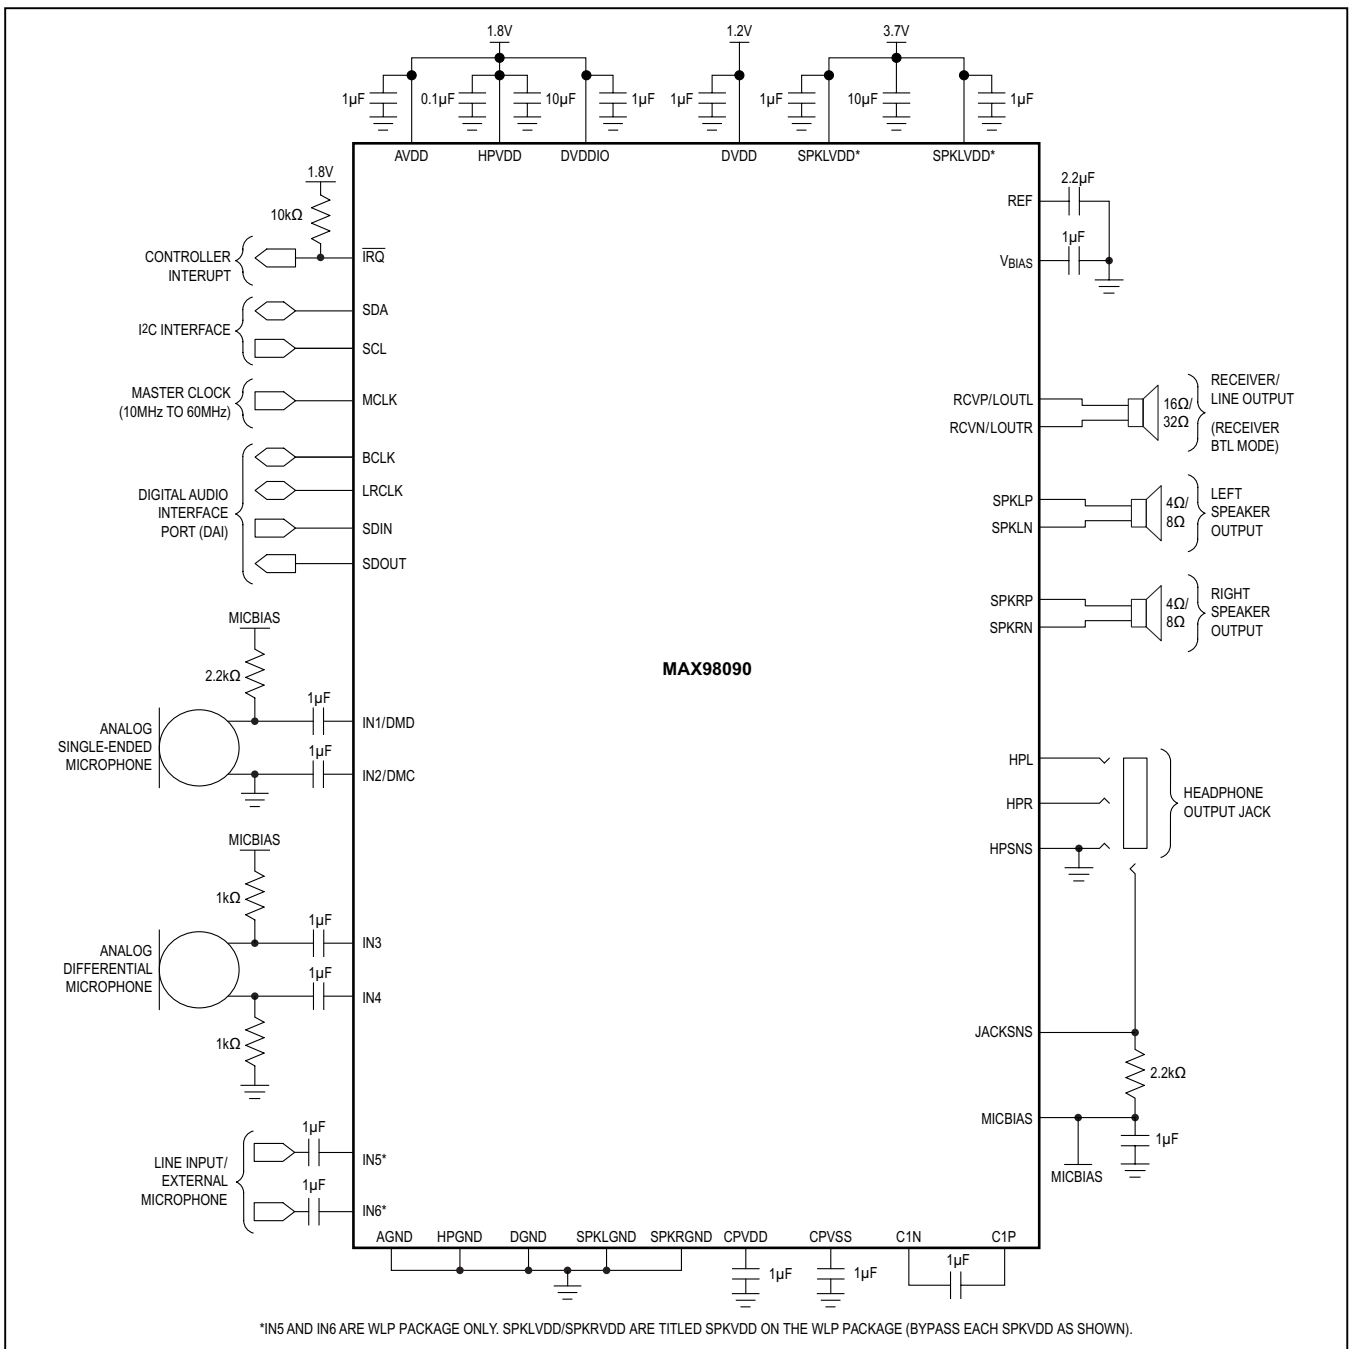 1.8V
1.2V
3.7V
1µF
0.1µF
10µF
1µF
1µF
1µF
10µF
1µF
AVDD
HPVDD
DVDDIO
DVDD
SPKLVDD*
SPKLVDD*
1.8V
10kΩ
CONTROLLER
INTERUPT
IRQ
I2C INTERFACE
SDA
SCL
MASTER CLOCK
(10MHz TO 60MHz)
MCLK
DIGITAL AUDIO
INTERFACE
PORT (DAI)
BCLK
LRCLK
SDIN
SDOUT
MICBIAS
2.2kΩ
1µF
ANALOG
SINGLE-ENDED
MICROPHONE
IN1/DMD
1µF
IN2/DMC
MICBIAS
1kΩ
1µF
ANALOG
DIFFERENTIAL
MICROPHONE
IN3
1µF
IN4
1kΩ
1µF
LINE INPUT/
EXTERNAL
MICROPHONE
IN5*
1µF
IN6*
MAX98090
REF
2.2µF
1µF
VBIAS
RCVP/LOUTL
RCVN/LOUTR
16Ω/
32Ω
RECEIVER/
LINE OUTPUT
(RECEIVER
BTL MODE)
SPKLP
SPKLN
4Ω/
8Ω
LEFT
SPEAKER
OUTPUT
SPKRP
SPKRN
4Ω/
8Ω
RIGHT
SPEAKER
OUTPUT
HPL
HPR
HPSNS
HEADPHONE
OUTPUT JACK
JACKSNS
2.2kΩ
MICBIAS
1µF
MICBIAS
AGND
HPGND
DGND
SPKLGND
SPKRGND
CPVDD
CPVSS
C1N
C1P
1µF
1µF
1µF
*IN5 AND IN6 ARE WLP PACKAGE ONLY. SPKLVDD/SPKRVDD ARE TITLED SPKVDD ON THE WLP PACKAGE (BYPASS EACH SPKVDD AS SHOWN).